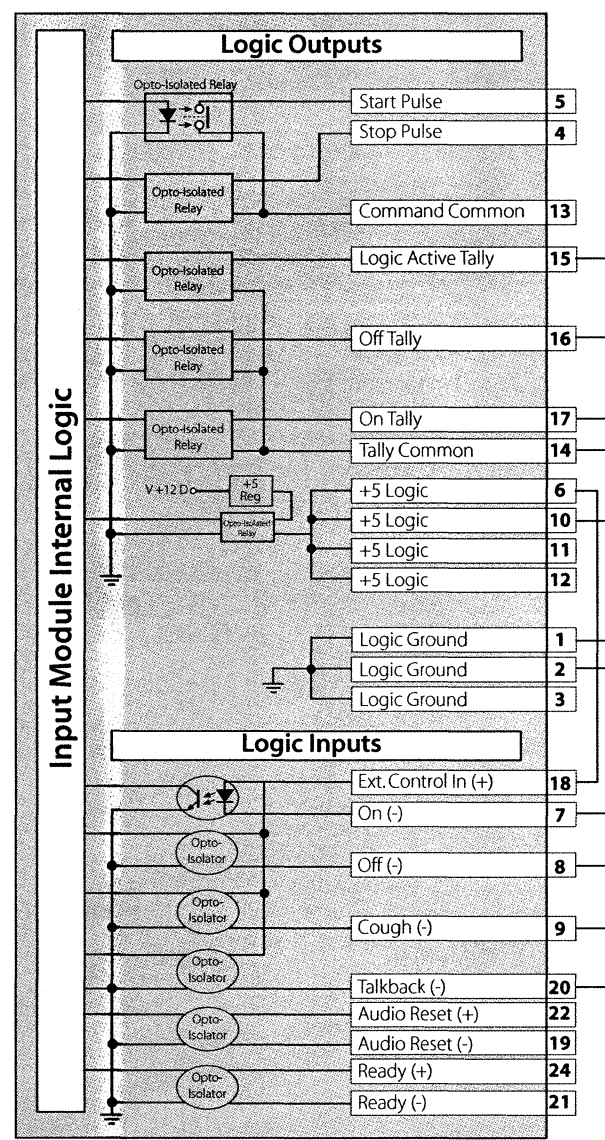 Logic Outputs
Opto-Isolated Relay
Start Pulse 5
Stop Pulse 4
Opto-Isolated
Relay
Command Common 13
Logic Active Tally 15
Opto-Isolated
Relay
Off Tally 16
Opto-Isolated
Relay
On Tally 17
Opto-Isolated
Relay
Tally Common 14
V +12 D
+5
Reg
+5 Logic 6
Opto-Isolated
Relay
+5 Logic 10
+5 Logic 11
+5 Logic 12
Logic Ground 1
Logic Ground 2
Logic Ground 3
Input Module Internal Logic
Logic Inputs
Ext. Control In (+) 18
On (-) 7
Opto-
Isolator
Off (-) 8
Opto-
Isolator
Cough (-) 9
Opto-
Isolator
Talkback (-) 20
Audio Reset (+) 22
Opto-
Isolator
Audio Reset (-) 19
Ready (+) 24
Opto-
Isolator
Ready (-) 21